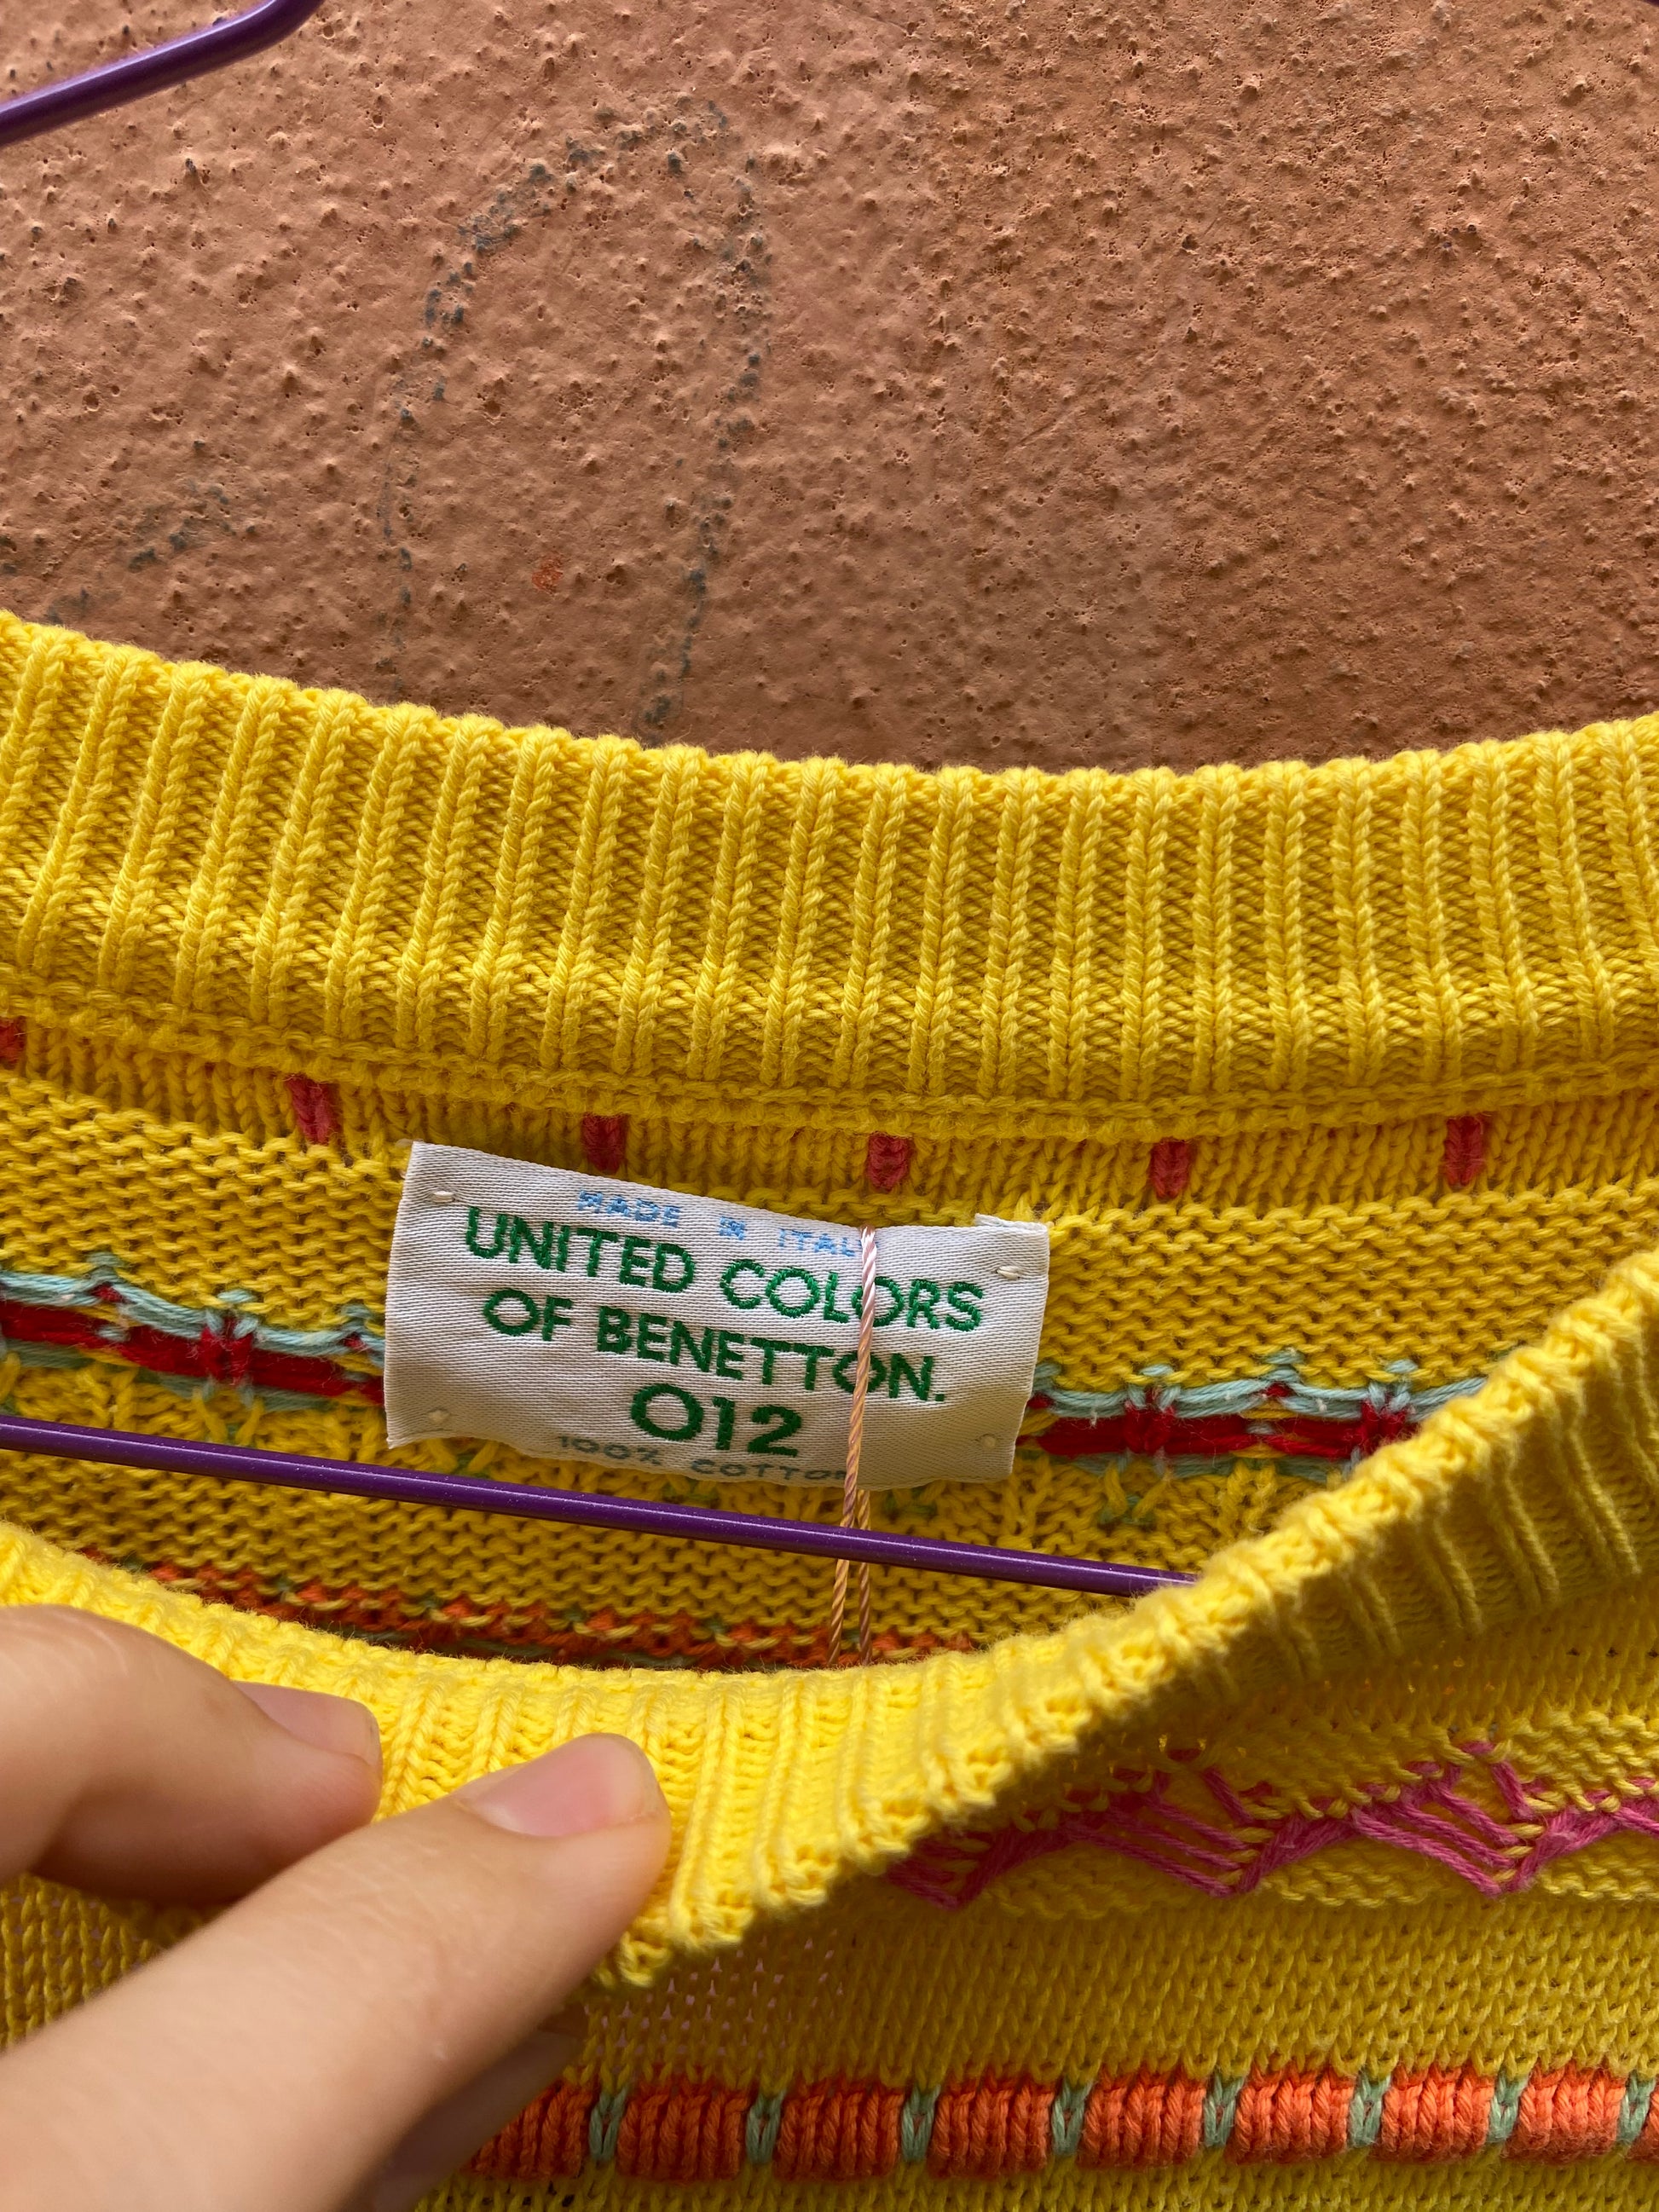 MADE IN ITALY
UNITED COLORS
OF BENETTON.
012
100% COTTON